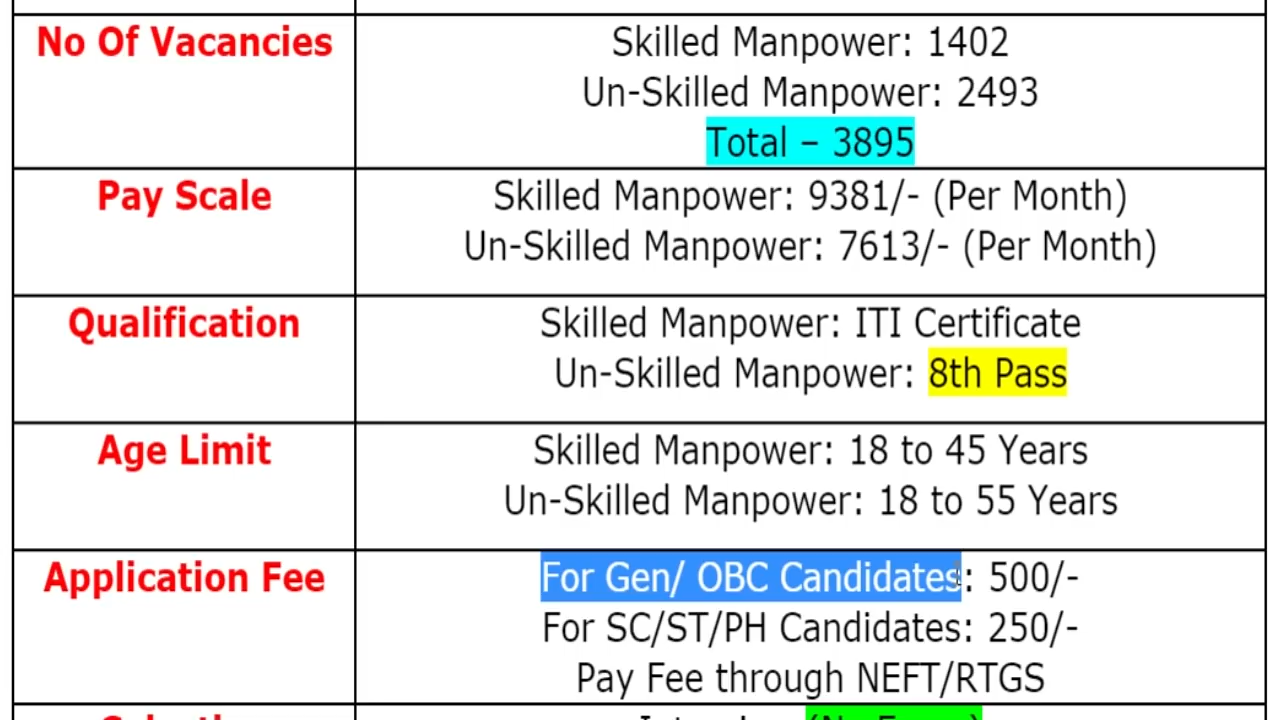 No Of Vacancies
Skilled Manpower: 1402
Un-Skilled Manpower: 2493
Total – 3895
Pay Scale
Skilled Manpower: 9381/- (Per Month)
Un-Skilled Manpower: 7613/- (Per Month)
Qualification
Skilled Manpower: ITI Certificate
Un-Skilled Manpower: 8th Pass
Age Limit
Skilled Manpower: 18 to 45 Years
Un-Skilled Manpower: 18 to 55 Years
Application Fee
For Gen/ OBC Candidates: 500/-
For SC/ST/PH Candidates: 250/-
Pay Fee through NEFT/RTGS